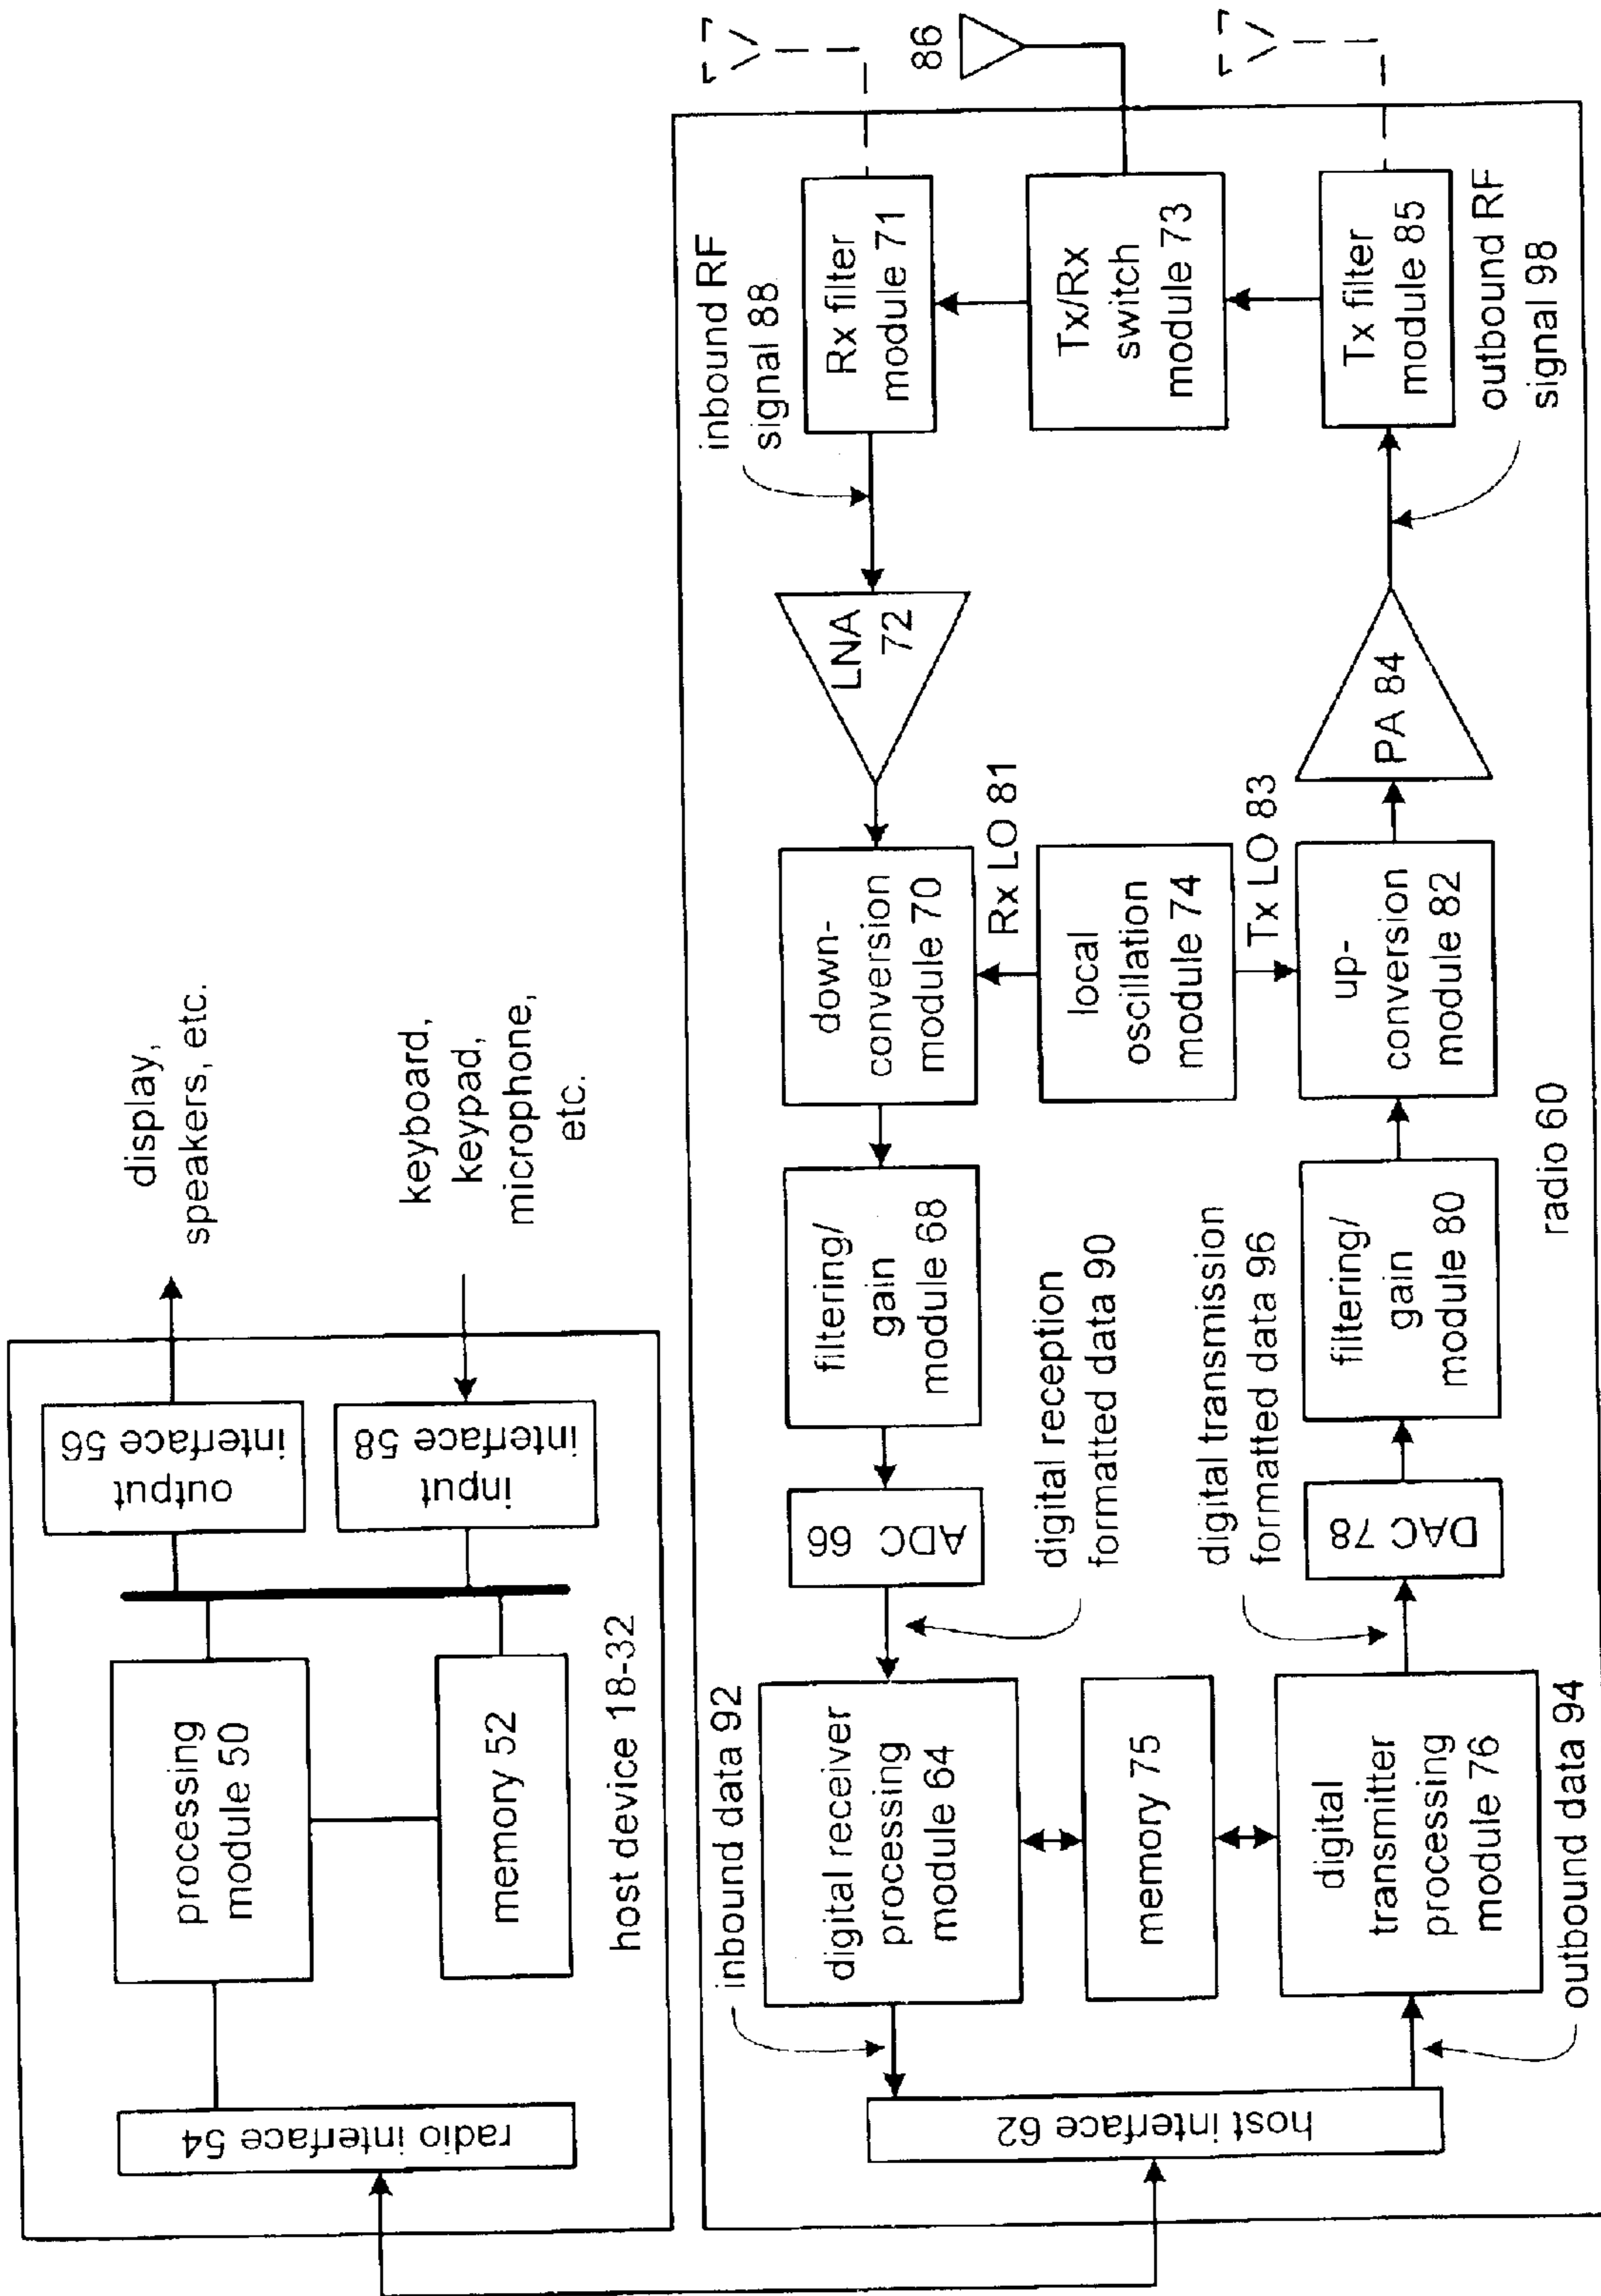 display,
speakers, etc.
keyboard,
keypad,
microphone,
etc.
output
interface 56
input
interface 58
processing
module 50
memory 52
radio interface 54
host device 18-32
86
inbound RF
signal 88
Rx filter
module 71
Tx/Rx
switch
module 73
Tx filter
module 85
outbound RF
signal 98
LNA
72
PA 84
down-
conversion
module 70
Rx LO 81
local
oscillation
module 74
Tx LO 83
up-
conversion
module 82
filtering/
gain
module 68
filtering/
gain
module 80
radio 60
ADC 66
digital reception
formatted data 90
digital transmission
formatted data 96
DAC 78
inbound data 92
digital receiver
processing
module 64
memory 75
digital
transmitter
processing
module 76
outbound data 94
host interface 62